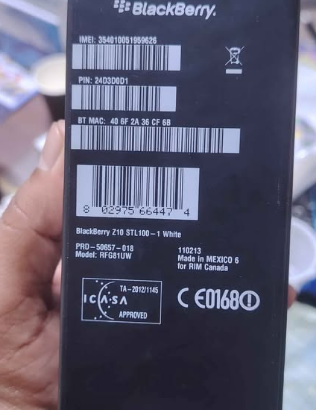 BlackBerry.
IMEI: 354010051959626
PIN: 24D3D0D1
BT MAC: 40 6F 2A 36 CF 6B
8 02975 66447 4
BlackBerry Z10 STL100-1 White
PRD-50657-018
Model: RFG81UW
110213
Made in MEXICO 6
for RIM Canada
TA-2012/1145
ICASA
APPROVED
CE0168